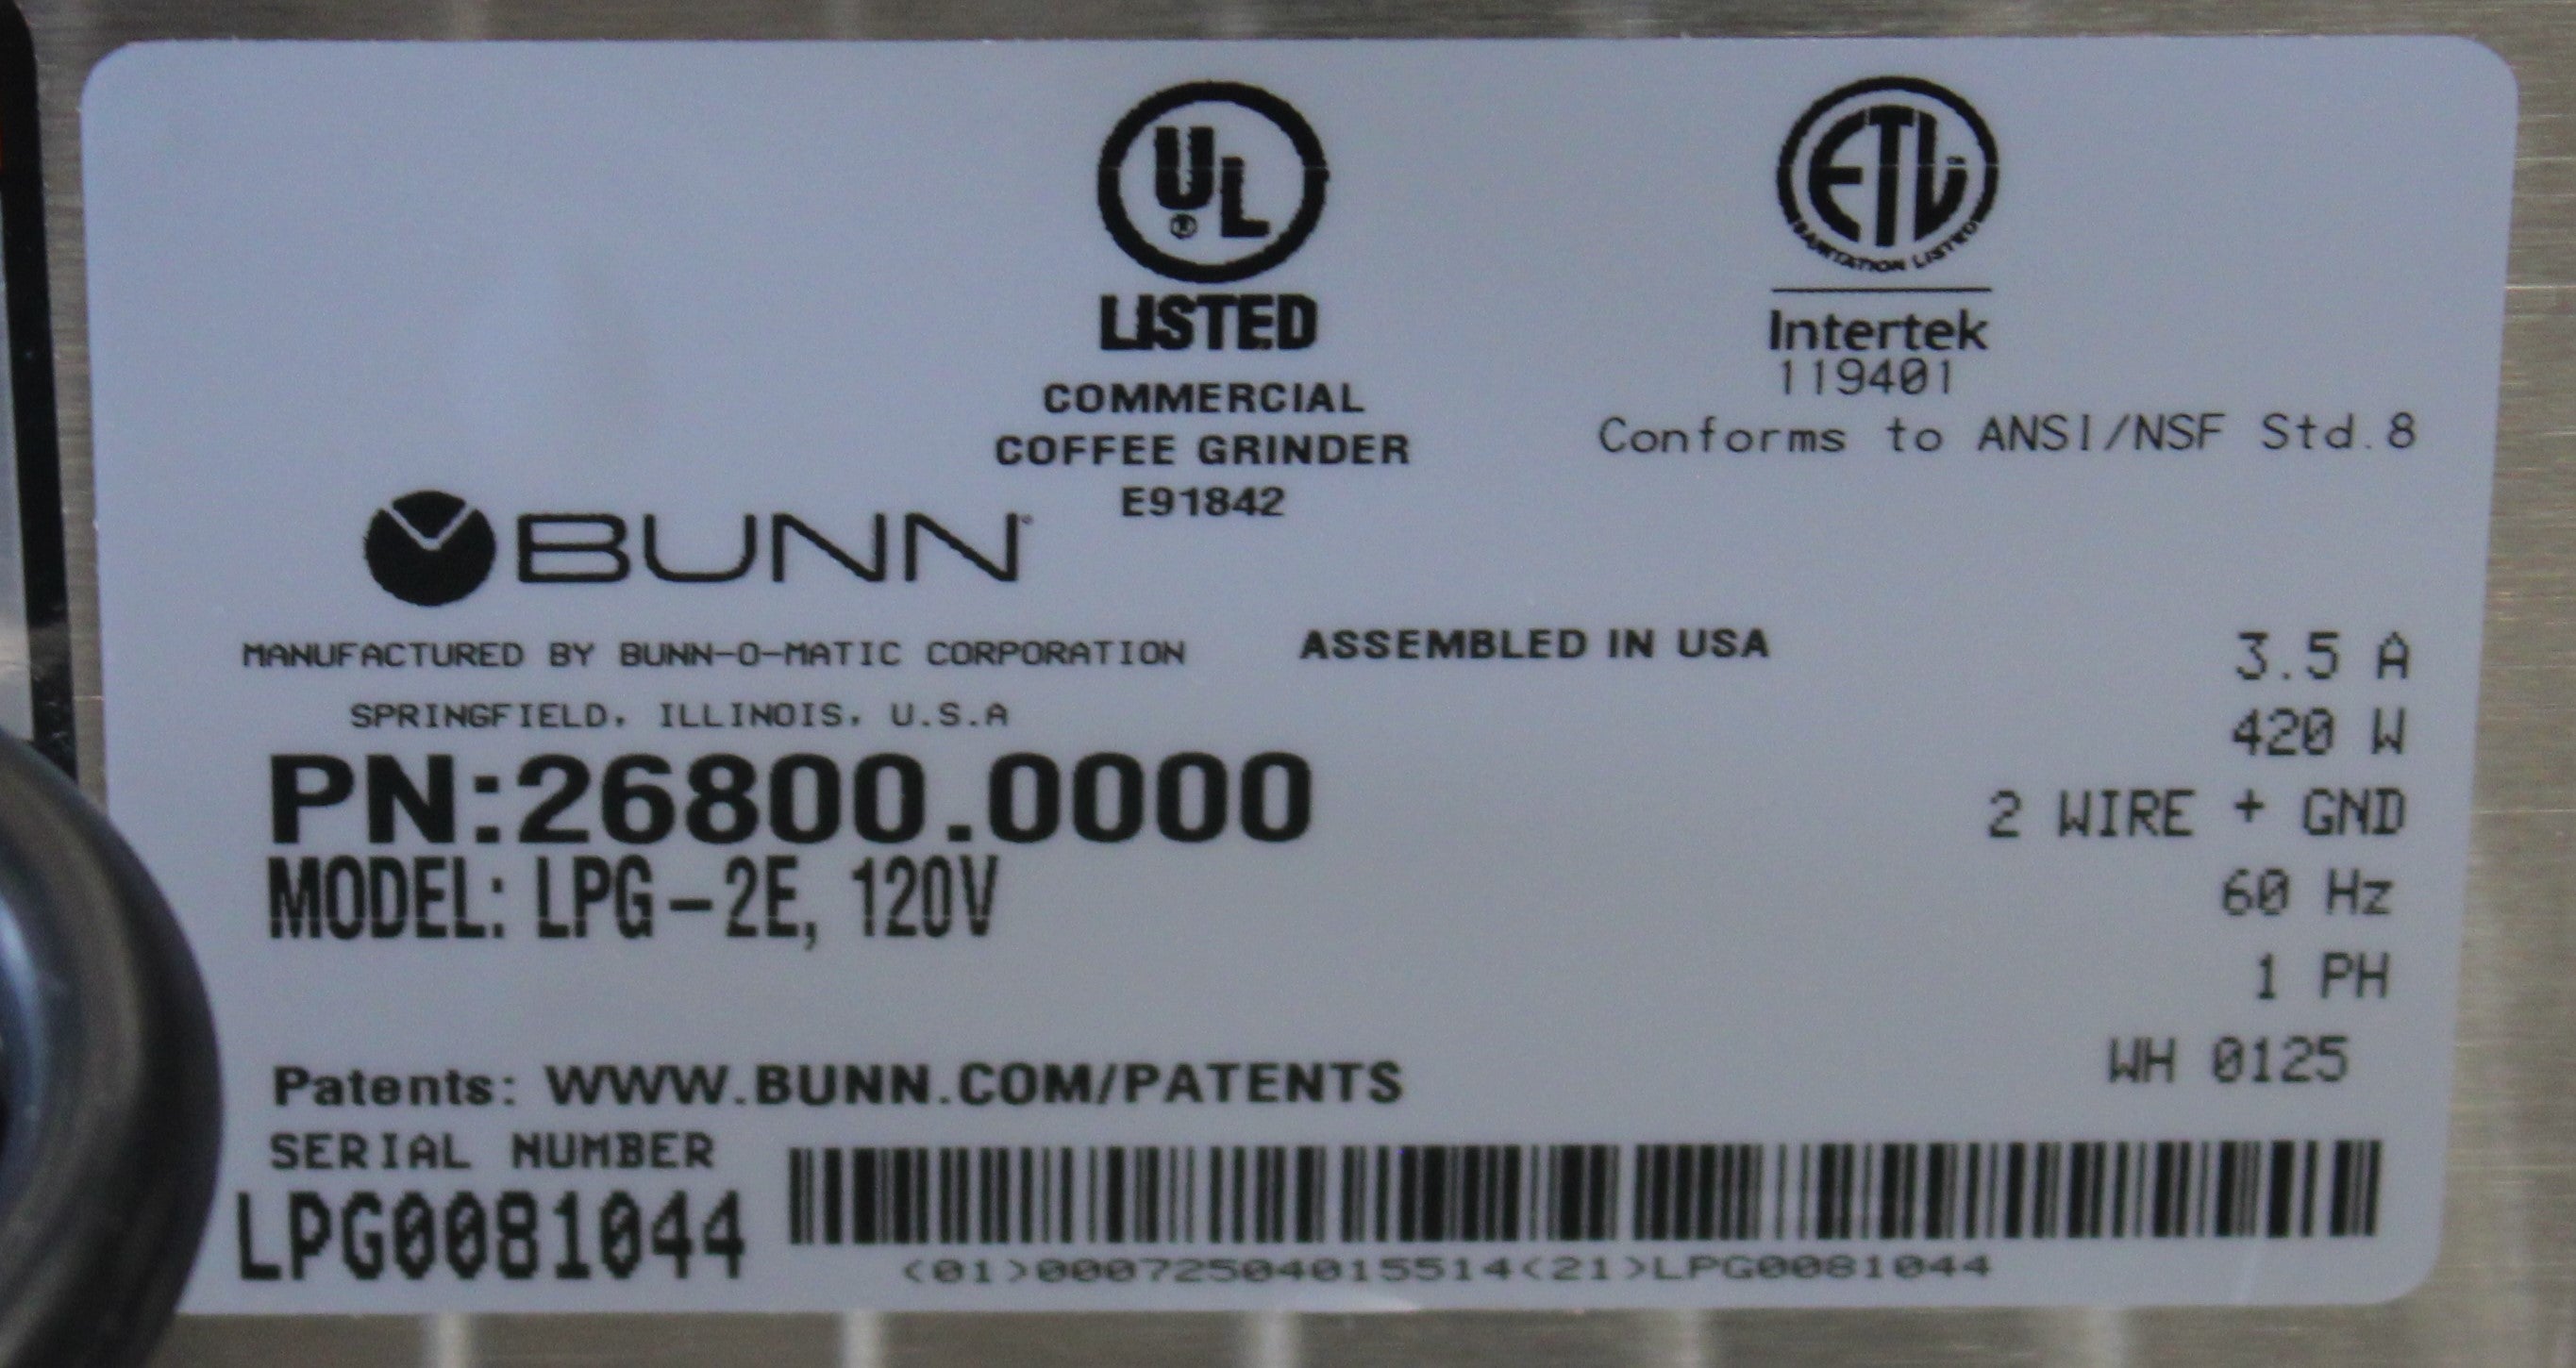 UL
LISTED
COMMERCIAL
COFFEE GRINDER
E91842
ETL
SANITATION LISTED
Intertek
119401
Conforms to ANSI/NSF Std.8
BUNN®
MANUFACTURED BY BUNN-O-MATIC CORPORATION
SPRINGFIELD, ILLINOIS, U.S.A
ASSEMBLED IN USA
PN:26800.0000
MODEL: LPG-2E, 120V
3.5 A
420 W
2 WIRE + GND
60 Hz
1 PH
WH 0125
Patents: WWW.BUNN.COM/PATENTS
SERIAL NUMBER
LPG0081044
(01)00072504015514(21)LPG0081044